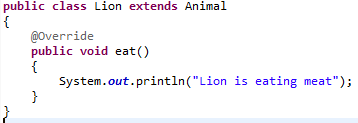 public class Lion extends Animal
{
    @Override
    public void eat()
    {
        System.out.println("Lion is eating meat");
    }
}